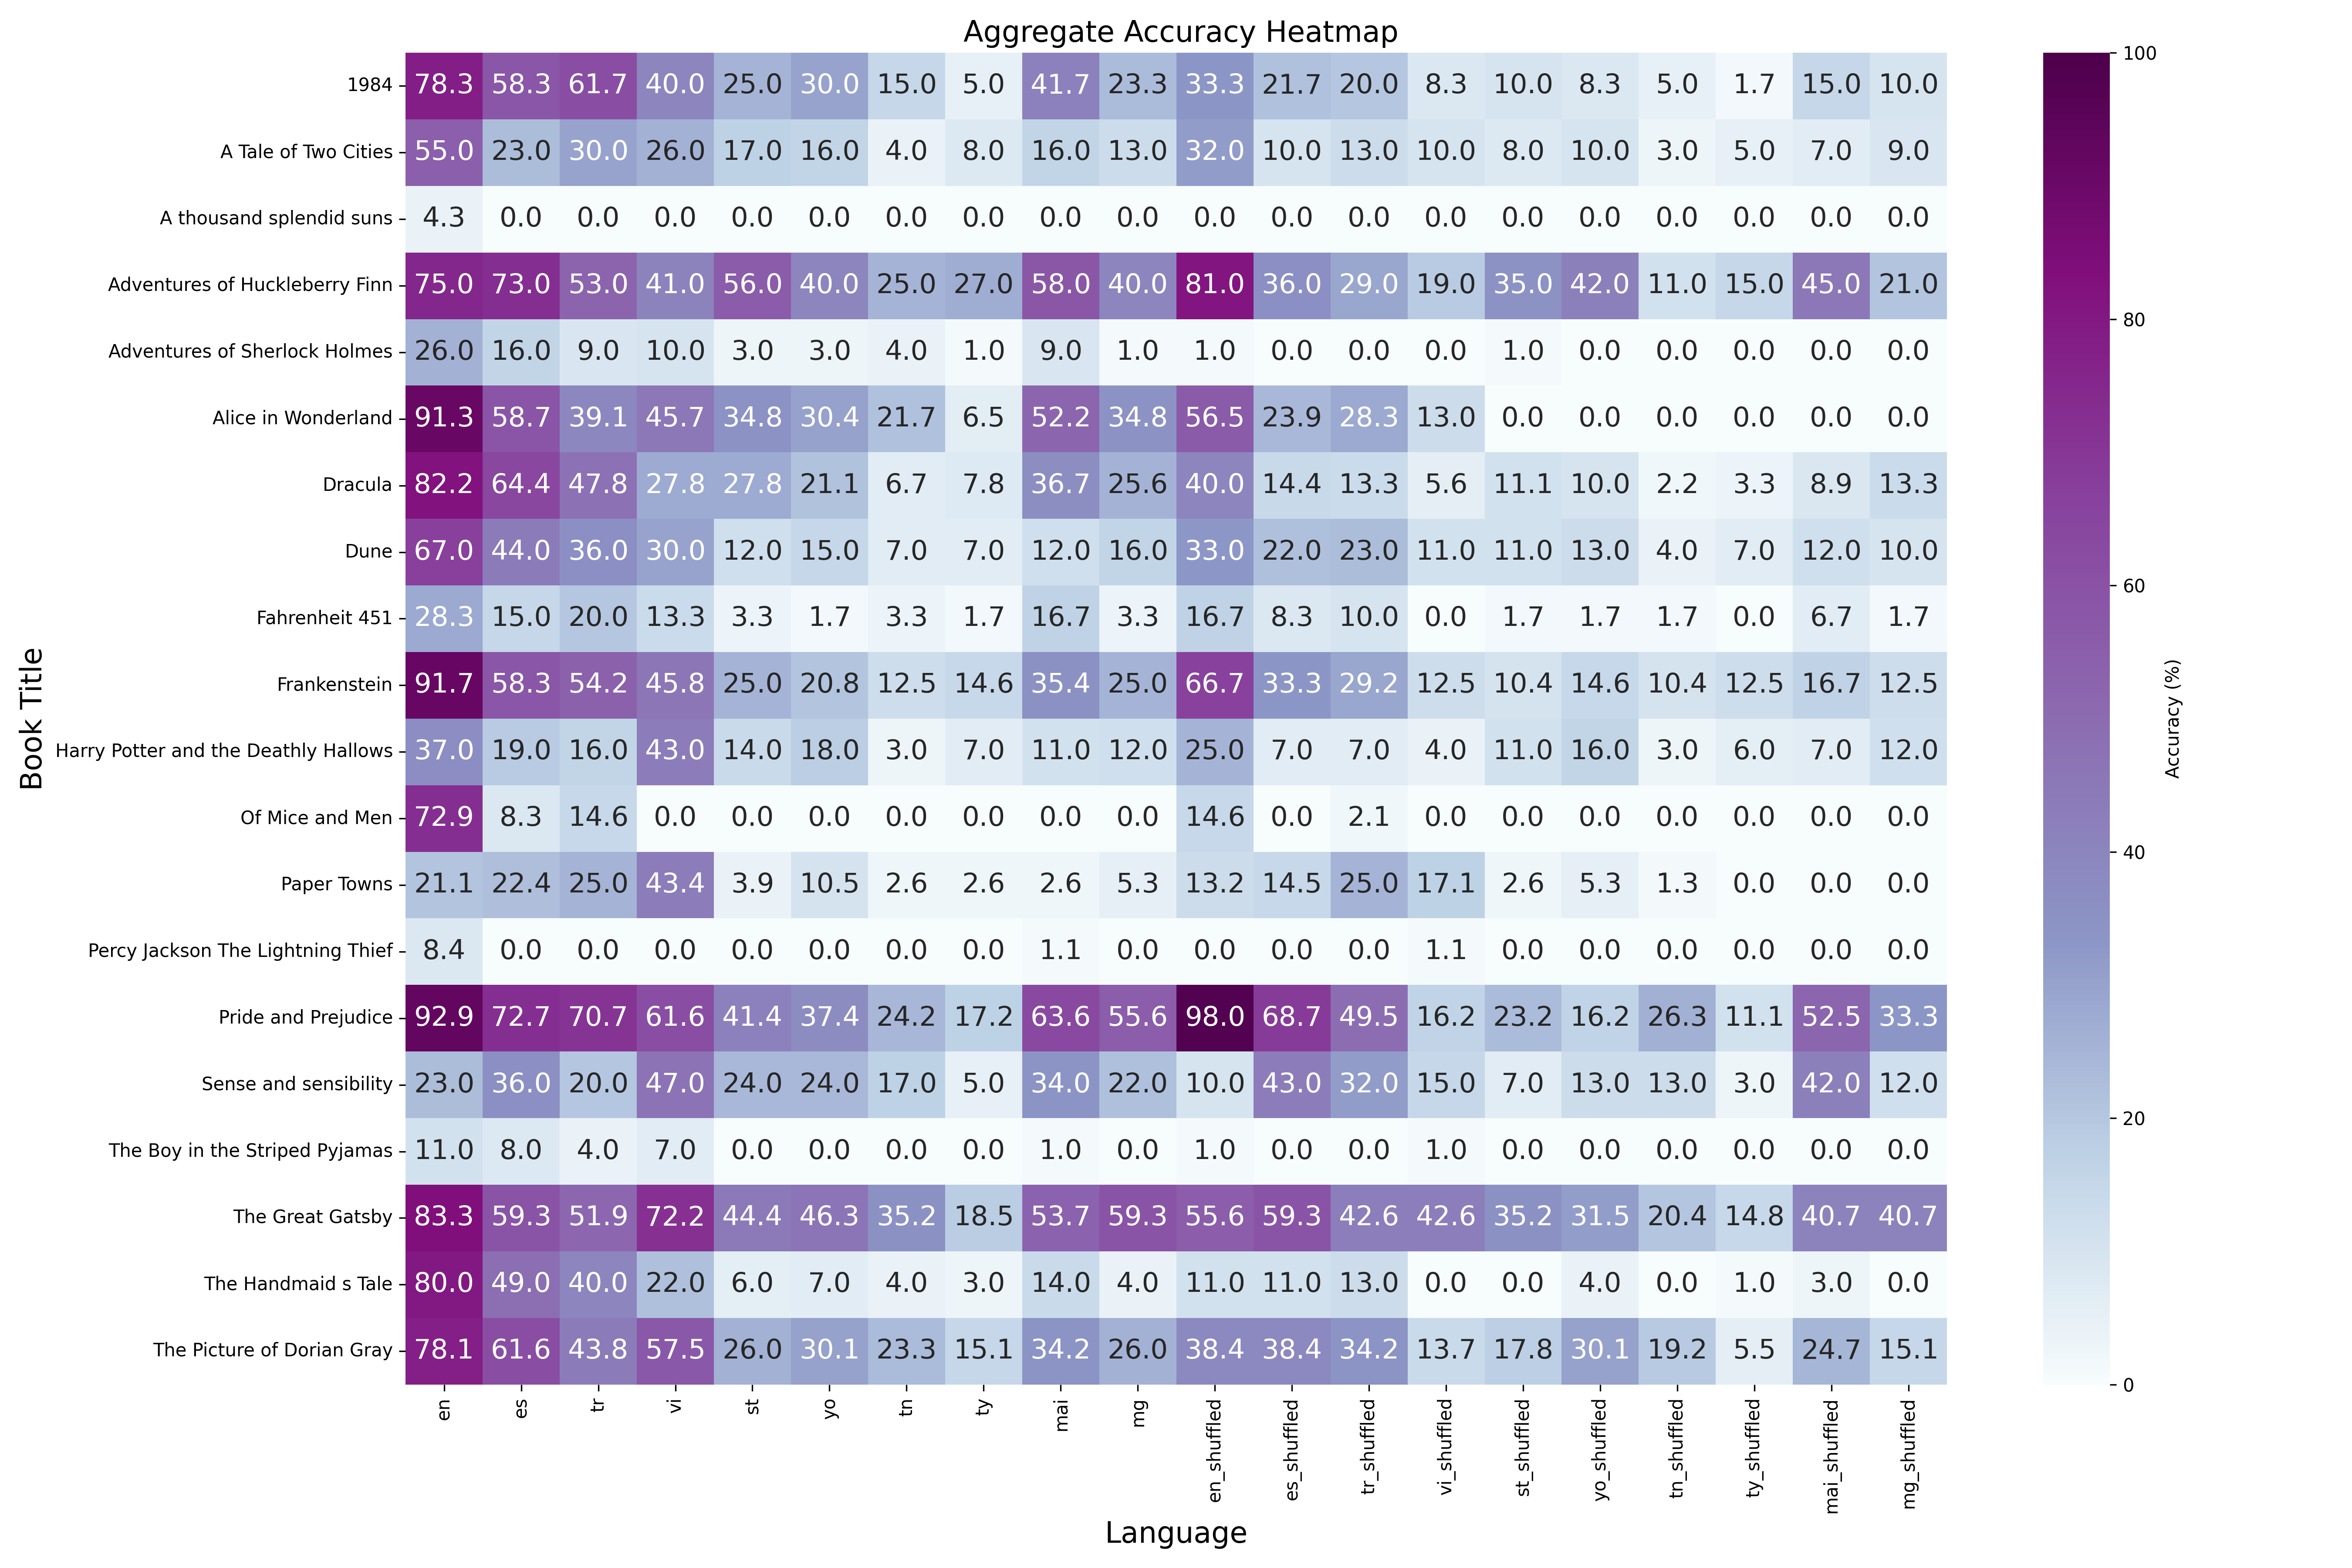 Aggregate Accuracy Heatmap
Book Title
1984 78.3 58.3 61.7 40.0 25.0 30.0 15.0 5.0 41.7 23.3 33.3 21.7 20.0 8.3 10.0 8.3 5.0 1.7 15.0 10.0
A Tale of Two Cities 55.0 23.0 30.0 26.0 17.0 16.0 4.0 8.0 16.0 13.0 32.0 10.0 13.0 10.0 8.0 10.0 3.0 5.0 7.0 9.0
A thousand splendid suns 4.3 0.0 0.0 0.0 0.0 0.0 0.0 0.0 0.0 0.0 0.0 0.0 0.0 0.0 0.0 0.0 0.0 0.0 0.0 0.0
Adventures of Huckleberry Finn 75.0 73.0 53.0 41.0 56.0 40.0 25.0 27.0 58.0 40.0 81.0 36.0 29.0 19.0 35.0 42.0 11.0 15.0 45.0 21.0
Adventures of Sherlock Holmes 26.0 16.0 9.0 10.0 3.0 3.0 4.0 1.0 9.0 1.0 1.0 0.0 0.0 0.0 1.0 0.0 0.0 0.0 0.0 0.0
Alice in Wonderland 91.3 58.7 39.1 45.7 34.8 30.4 21.7 6.5 52.2 34.8 56.5 23.9 28.3 13.0 0.0 0.0 0.0 0.0 0.0 0.0
Dracula 82.2 64.4 47.8 27.8 27.8 21.1 6.7 7.8 36.7 25.6 40.0 14.4 13.3 5.6 11.1 10.0 2.2 3.3 8.9 13.3
Dune 67.0 44.0 36.0 30.0 12.0 15.0 7.0 7.0 12.0 16.0 33.0 22.0 23.0 11.0 11.0 13.0 4.0 7.0 12.0 10.0
Fahrenheit 451 28.3 15.0 20.0 13.3 3.3 1.7 3.3 1.7 16.7 3.3 16.7 8.3 10.0 0.0 1.7 1.7 1.7 0.0 6.7 1.7
Frankenstein 91.7 58.3 54.2 45.8 25.0 20.8 12.5 14.6 35.4 25.0 66.7 33.3 29.2 12.5 10.4 14.6 10.4 12.5 16.7 12.5
Harry Potter and the Deathly Hallows 37.0 19.0 16.0 43.0 14.0 18.0 3.0 7.0 11.0 12.0 25.0 7.0 7.0 4.0 11.0 16.0 3.0 6.0 7.0 12.0
Of Mice and Men 72.9 8.3 14.6 0.0 0.0 0.0 0.0 0.0 0.0 0.0 14.6 0.0 2.1 0.0 0.0 0.0 0.0 0.0 0.0 0.0
Paper Towns 21.1 22.4 25.0 43.4 3.9 10.5 2.6 2.6 2.6 5.3 13.2 14.5 25.0 17.1 2.6 5.3 1.3 0.0 0.0 0.0
Percy Jackson The Lightning Thief 8.4 0.0 0.0 0.0 0.0 0.0 0.0 0.0 1.1 0.0 0.0 0.0 0.0 1.1 0.0 0.0 0.0 0.0 0.0 0.0
Pride and Prejudice 92.9 72.7 70.7 61.6 41.4 37.4 24.2 17.2 63.6 55.6 98.0 68.7 49.5 16.2 23.2 16.2 26.3 11.1 52.5 33.3
Sense and sensibility 23.0 36.0 20.0 47.0 24.0 24.0 17.0 5.0 34.0 22.0 10.0 43.0 32.0 15.0 7.0 13.0 13.0 3.0 42.0 12.0
The Boy in the Striped Pyjamas 11.0 8.0 4.0 7.0 0.0 0.0 0.0 0.0 1.0 0.0 1.0 0.0 0.0 1.0 0.0 0.0 0.0 0.0 0.0 0.0
The Great Gatsby 83.3 59.3 51.9 72.2 44.4 46.3 35.2 18.5 53.7 59.3 55.6 59.3 42.6 42.6 35.2 31.5 20.4 14.8 40.7 40.7
The Handmaid s Tale 80.0 49.0 40.0 22.0 6.0 7.0 4.0 3.0 14.0 4.0 11.0 11.0 13.0 0.0 0.0 4.0 0.0 1.0 3.0 0.0
The Picture of Dorian Gray 78.1 61.6 43.8 57.5 26.0 30.1 23.3 15.1 34.2 26.0 38.4 38.4 34.2 13.7 17.8 30.1 19.2 5.5 24.7 15.1
en es tr vi st yo tn ty mai mg en_shuffled es_shuffled tr_shuffled vi_shuffled st_shuffled yo_shuffled tn_shuffled ty_shuffled mai_shuffled mg_shuffled
Language
100
80
60
40
20
0
Accuracy (%)